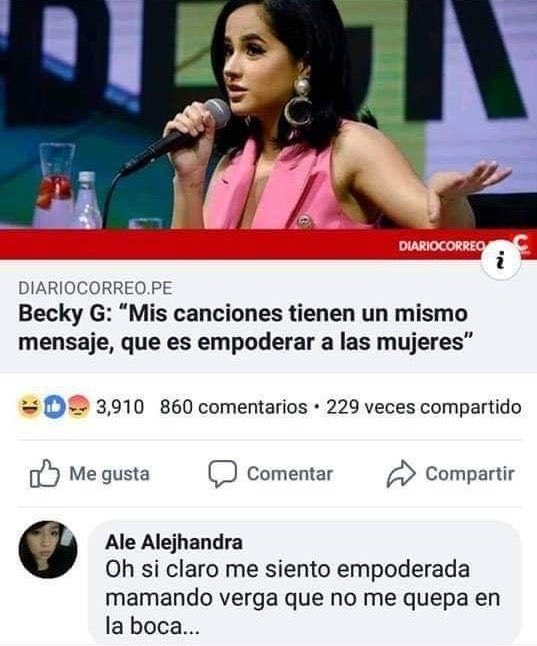 DIARIOCORREO
C
i
DIARIOCORREO.PE
Becky G: “Mis canciones tienen un mismo
mensaje, que es empoderar a las mujeres”
3,910 860 comentarios • 229 veces compartido
Me gusta Comentar Compartir
Ale Alejhandra
Oh si claro me siento empoderada
mamando verga que no me quepa en
la boca...